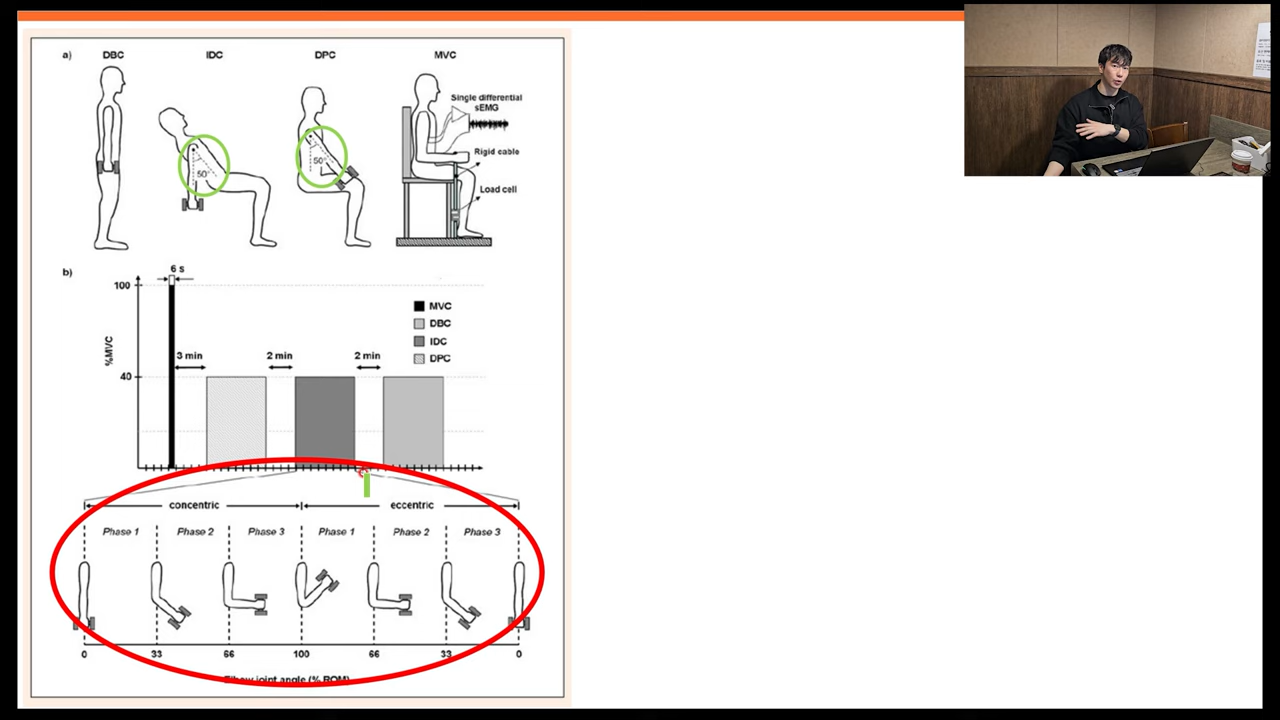 a) DBC IDC DPC MVC
Single differential
sEMG
50°
50°
Rigid cable
Load cell
b)
6 s
100
MVC
DBC
IDC
DPC
%MVC
3 min 2 min 2 min
40
concentric eccentric
Phase 1 Phase 2 Phase 3 Phase 1 Phase 2 Phase 3
0 33 66 100 66 33 0
Elbow joint angle (% ROM)